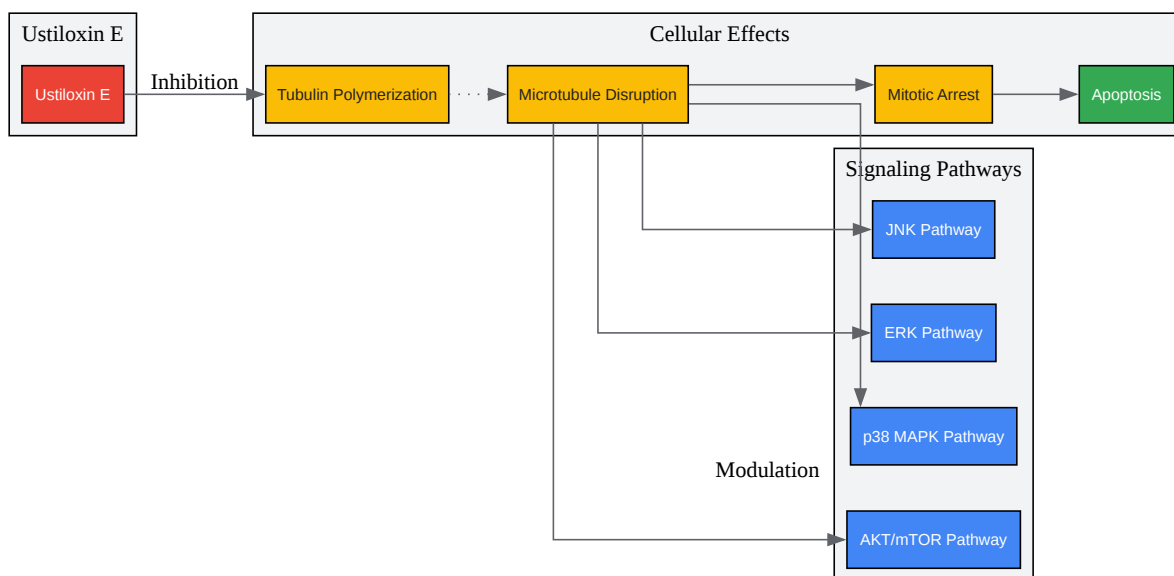 Ustiloxin E
Cellular Effects
Ustiloxin E
Inhibition
Tubulin Polymerization
Microtubule Disruption
Mitotic Arrest
Apoptosis
Signaling Pathways
JNK Pathway
ERK Pathway
p38 MAPK Pathway
Modulation
AKT/mTOR Pathway